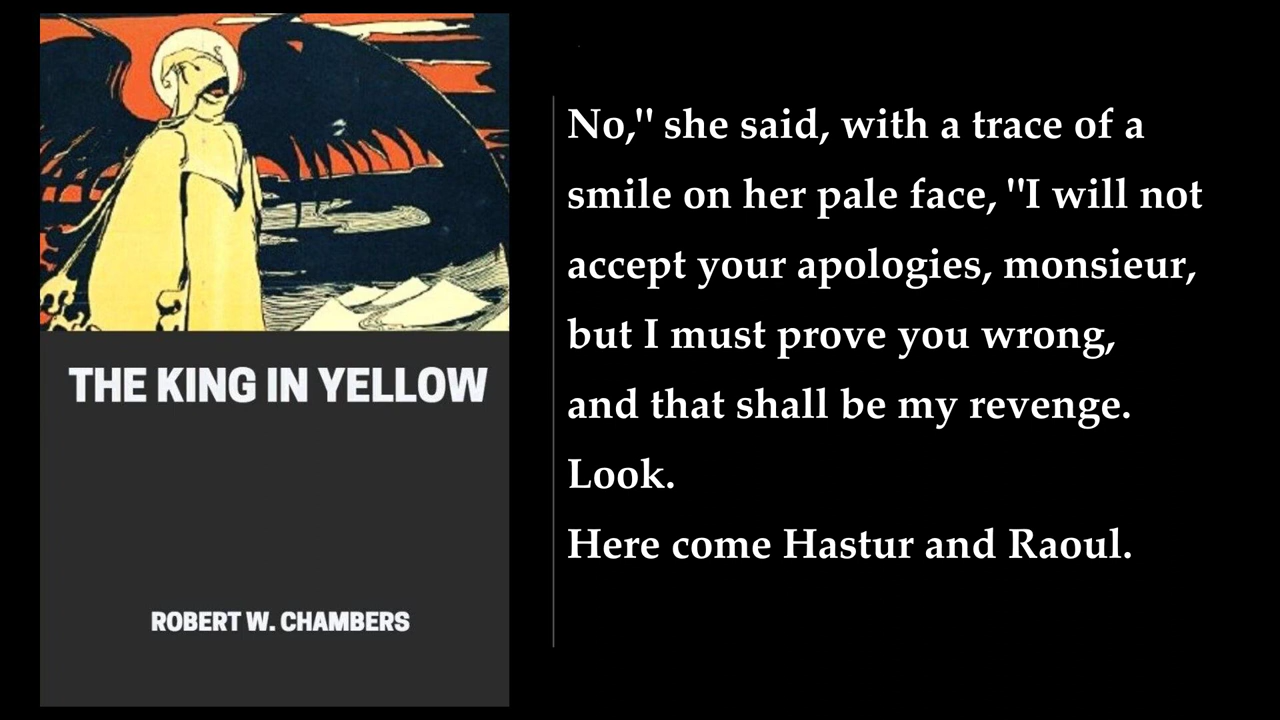 THE KING IN YELLOW
ROBERT W. CHAMBERS
No," she said, with a trace of a
smile on her pale face, "I will not
accept your apologies, monsieur,
but I must prove you wrong,
and that shall be my revenge.
Look.
Here come Hastur and Raoul.